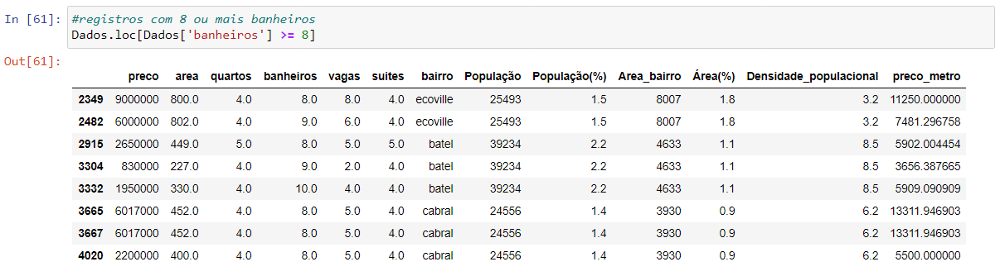 In [61]: #registros com 8 ou mais banheiros
Dados.loc[Dados['banheiros'] >= 8]
Out[61]:
preco area quartos banheiros vagas suites bairro População População(%) Area_bairro Área(%) Densidade_populacional preco_metro
2349 9000000 800.0 4.0 8.0 8.0 4.0 ecoville 25493 1.5 8007 1.8 3.2 11250.000000
2482 6000000 802.0 4.0 9.0 6.0 4.0 ecoville 25493 1.5 8007 1.8 3.2 7481.296758
2915 2650000 449.0 5.0 8.0 5.0 5.0 batel 39234 2.2 4633 1.1 8.5 5902.004454
3304 830000 227.0 4.0 9.0 2.0 4.0 batel 39234 2.2 4633 1.1 8.5 3656.387665
3332 1950000 330.0 4.0 10.0 4.0 4.0 batel 39234 2.2 4633 1.1 8.5 5909.090909
3665 6017000 452.0 4.0 8.0 5.0 4.0 cabral 24556 1.4 3930 0.9 6.2 13311.946903
3667 6017000 452.0 4.0 8.0 5.0 4.0 cabral 24556 1.4 3930 0.9 6.2 13311.946903
4020 2200000 400.0 4.0 8.0 5.0 4.0 cabral 24556 1.4 3930 0.9 6.2 5500.000000